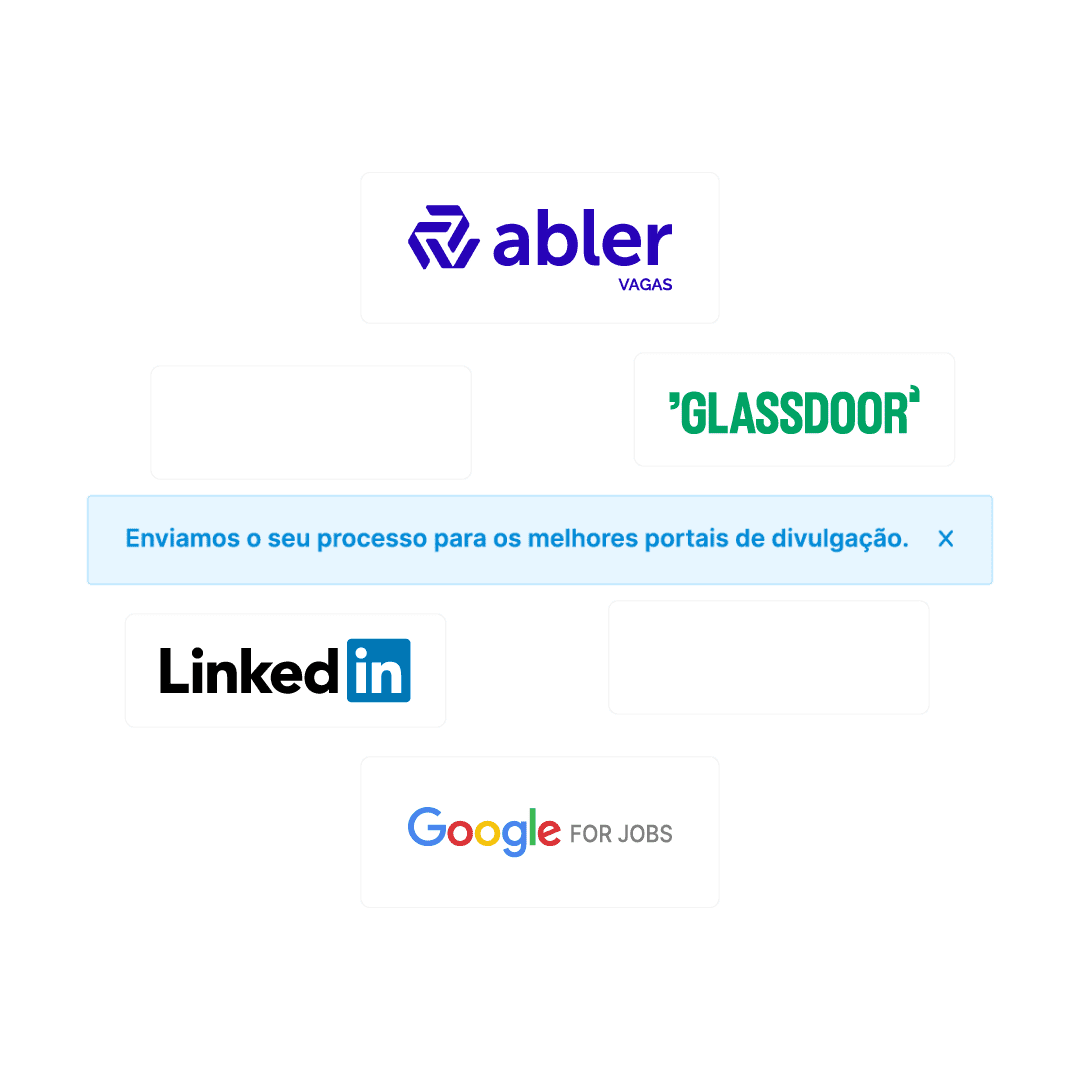 abler
VAGAS
GLASSDOOR
Enviamos o seu processo para os melhores portais de divulgação.
Linkedin
Google FOR JOBS